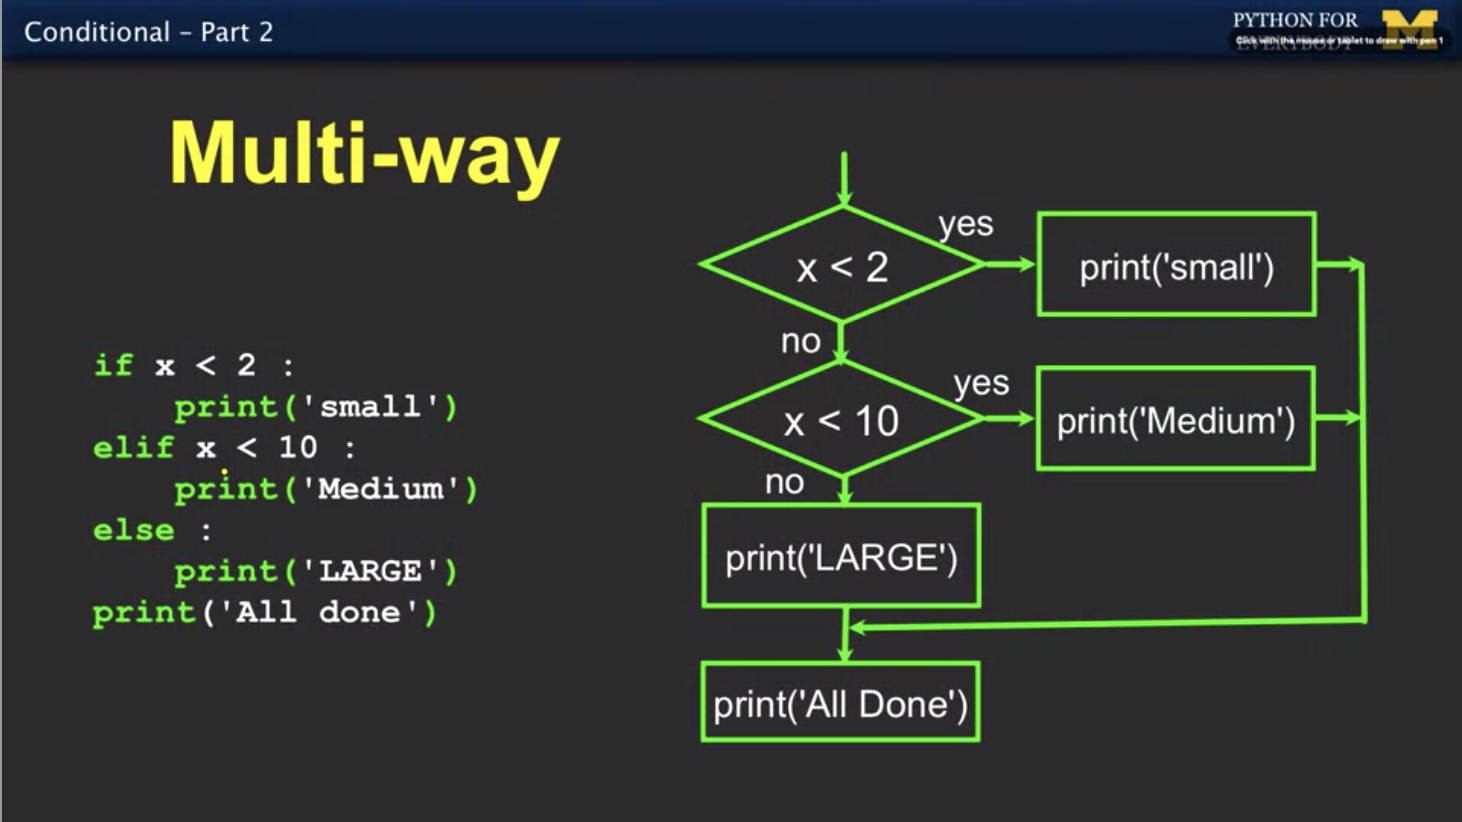 Conditional – Part 2
PYTHON FOR
EVERYBODY
Click with the mouse or tablet to draw with pen 1
Multi-way
if x < 2 :
    print('small')
elif x < 10 :
    print('Medium')
else :
    print('LARGE')
print('All done')
x < 2
yes
print('small')
no
x < 10
yes
print('Medium')
no
print('LARGE')
print('All Done')